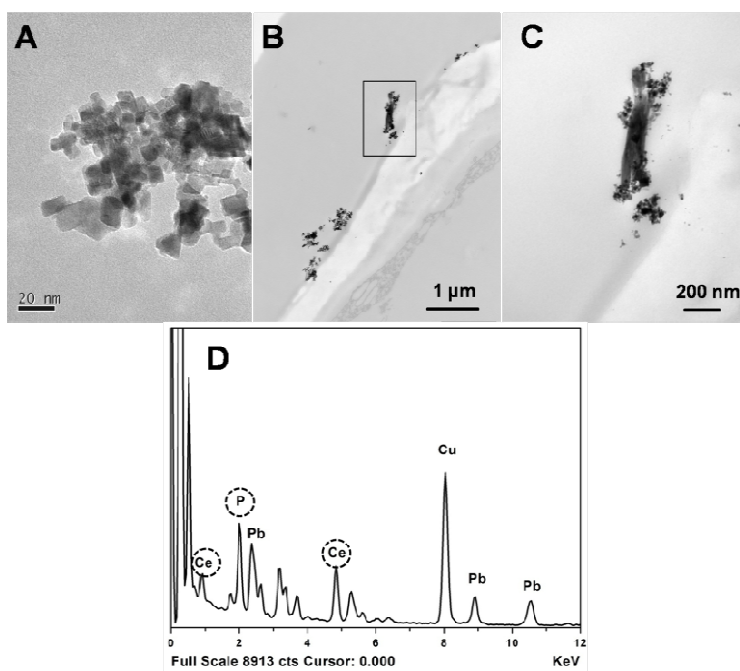 A
B
C
20 nm
1 µm
200 nm
D
Cu
P
Pb
Ce
Ce
Pb
Pb
0 2 4 6 8 10 12
Full Scale 8913 cts Cursor: 0.000 KeV